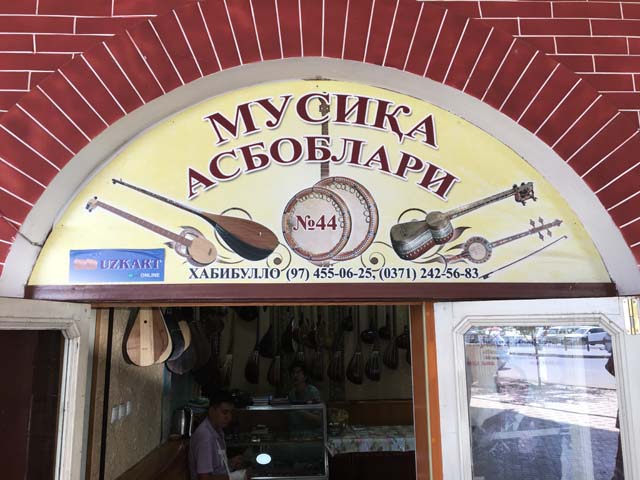 МУСИҚА
АСБОБЛАРИ
№44
UZKART
ONLINE
ХАБИБУЛЛО (97) 455-06-25, (0371) 242-56-83